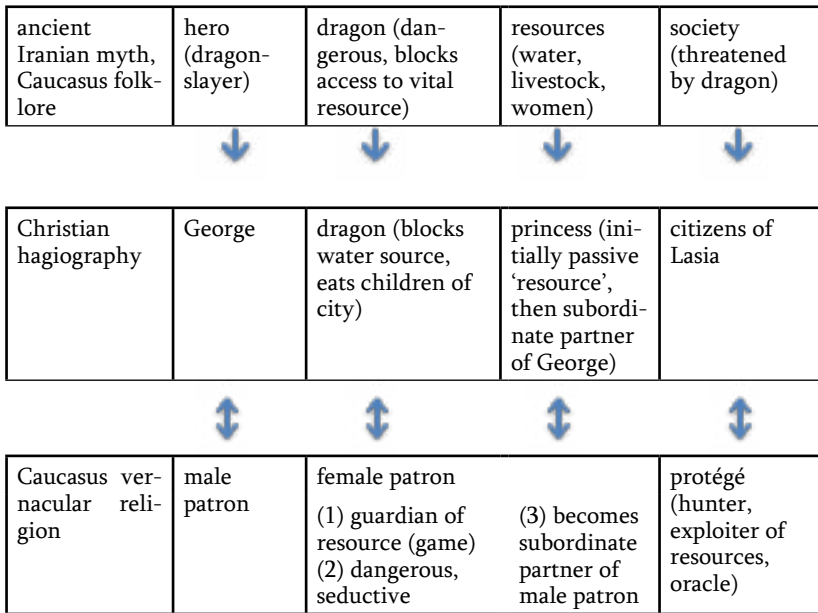 ancient
Iranian myth,
Caucasus folk-
lore
hero
(dragon-
slayer)
dragon (dan-
gerous, blocks
access to vital
resource)
resources
(water,
livestock,
women)
society
(threatened
by dragon)
Christian
hagiography
George
dragon (blocks
water source,
eats children of
city)
princess (ini-
tially passive
‘resource’,
then subordi-
nate partner
of George)
citizens of
Lasia
Caucasus ver-
nacular reli-
gion
male
patron
female patron
(1) guardian of
resource (game)
(2) dangerous,
seductive
(3) becomes
subordinate
partner of
male patron
protégé
(hunter,
exploiter of
resources,
oracle)